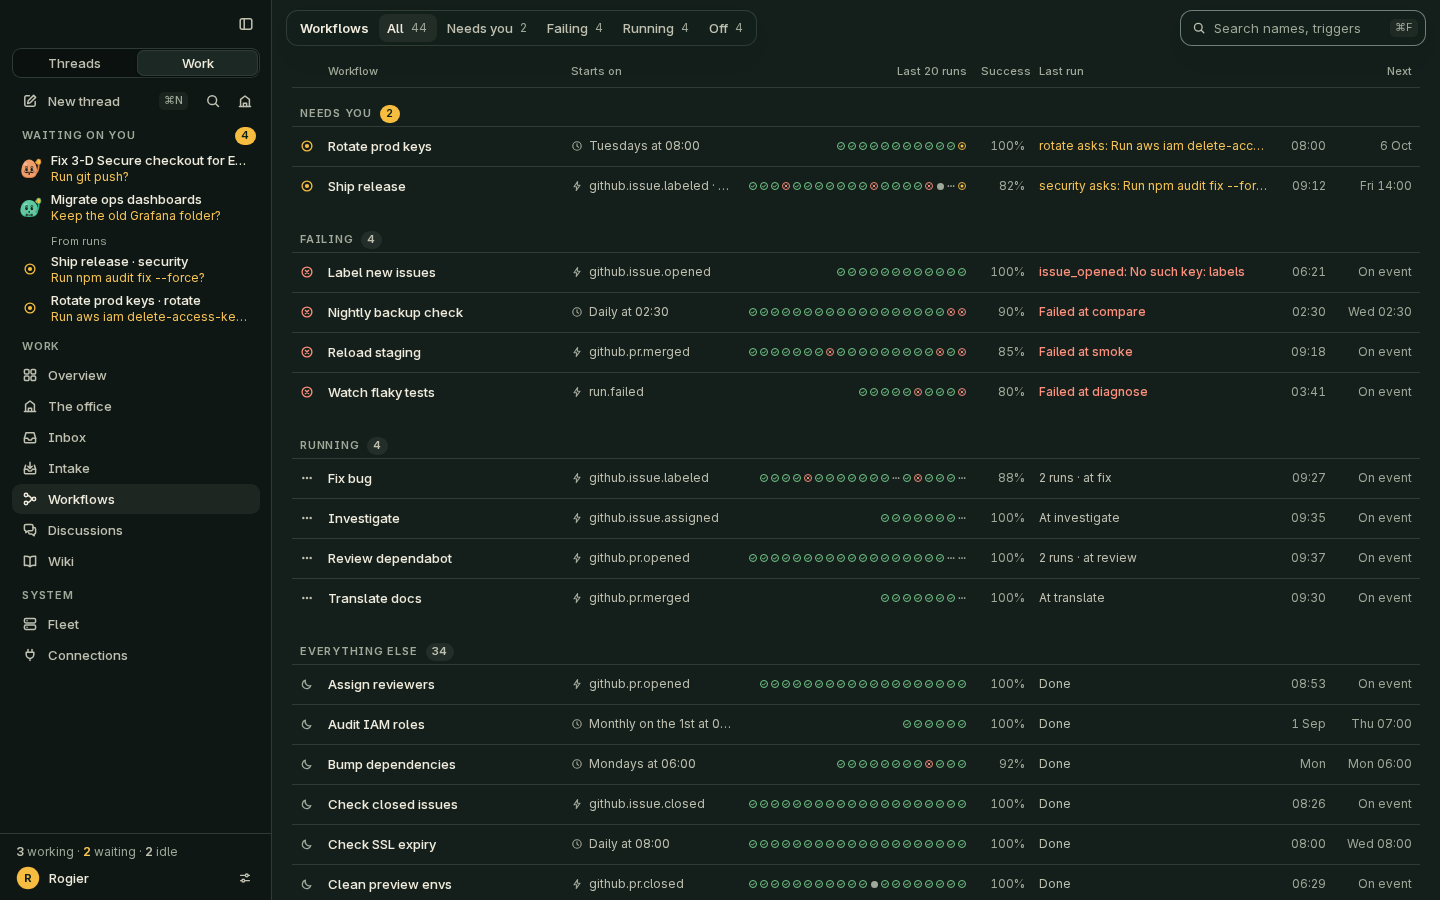 Threads
Work
New thread
⌘N
WAITING ON YOU
4
Fix 3-D Secure checkout for E…
Run git push?
Migrate ops dashboards
Keep the old Grafana folder?
From runs
Ship release · security
Run npm audit fix --force?
Rotate prod keys · rotate
Run aws iam delete-access-ke…
WORK
Overview
The office
Inbox
Intake
Workflows
Discussions
Wiki
SYSTEM
Fleet
Connections
3 working · 2 waiting · 2 idle
R
Rogier
Workflows
All 44
Needs you 2
Failing 4
Running 4
Off 4
Search names, triggers
⌘F
Workflow Starts on Last 20 runs Success Last run Next
NEEDS YOU 2
Rotate prod keys Tuesdays at 08:00 100% rotate asks: Run aws iam delete-acc… 08:00 6 Oct
Ship release github.issue.labeled · … 82% security asks: Run npm audit fix --for… 09:12 Fri 14:00
FAILING 4
Label new issues github.issue.opened 100% issue_opened: No such key: labels 06:21 On event
Nightly backup check Daily at 02:30 90% Failed at compare 02:30 Wed 02:30
Reload staging github.pr.merged 85% Failed at smoke 09:18 On event
Watch flaky tests run.failed 80% Failed at diagnose 03:41 On event
RUNNING 4
Fix bug github.issue.labeled 88% 2 runs · at fix 09:27 On event
Investigate github.issue.assigned 100% At investigate 09:35 On event
Review dependabot github.pr.opened 100% 2 runs · at review 09:37 On event
Translate docs github.pr.merged 100% At translate 09:30 On event
EVERYTHING ELSE 34
Assign reviewers github.pr.opened 100% Done 08:53 On event
Audit IAM roles Monthly on the 1st at 0… 100% Done 1 Sep Thu 07:00
Bump dependencies Mondays at 06:00 92% Done Mon Mon 06:00
Check closed issues github.issue.closed 100% Done 08:26 On event
Check SSL expiry Daily at 08:00 100% Done 08:00 Wed 08:00
Clean preview envs github.pr.closed 100% Done 06:29 On event